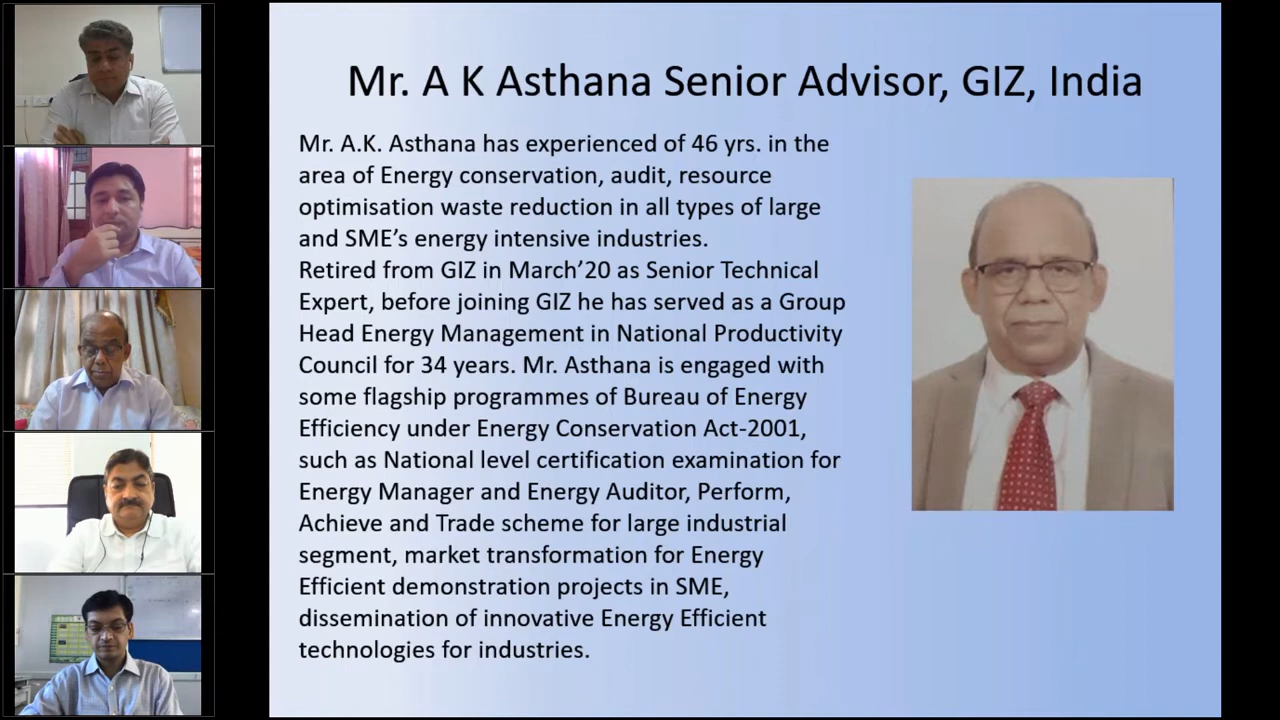 Mr. A K Asthana Senior Advisor, GIZ, India
Mr. A.K. Asthana has experienced of 46 yrs. in the
area of Energy conservation, audit, resource
optimisation waste reduction in all types of large
and SME’s energy intensive industries.
Retired from GIZ in March’20 as Senior Technical
Expert, before joining GIZ he has served as a Group
Head Energy Management in National Productivity
Council for 34 years. Mr. Asthana is engaged with
some flagship programmes of Bureau of Energy
Efficiency under Energy Conservation Act-2001,
such as National level certification examination for
Energy Manager and Energy Auditor, Perform,
Achieve and Trade scheme for large industrial
segment, market transformation for Energy
Efficient demonstration projects in SME,
dissemination of innovative Energy Efficient
technologies for industries.